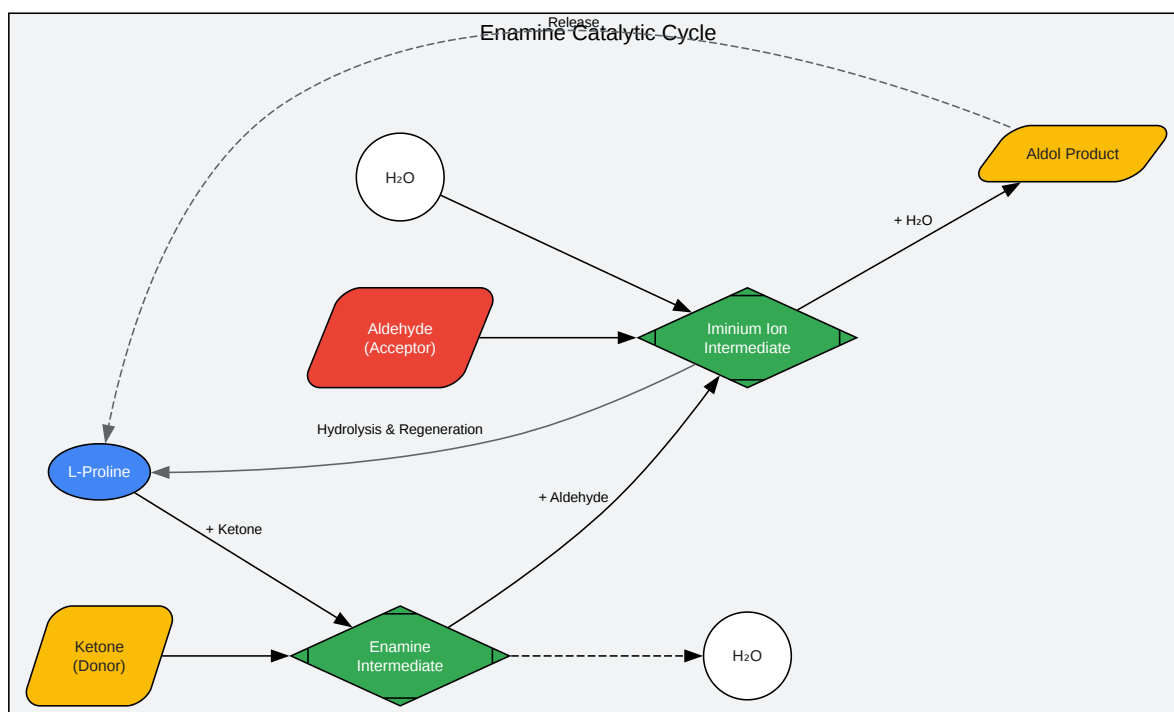 Release
Enamine Catalytic Cycle
Aldol Product
H₂O
+ H₂O
Aldehyde
(Acceptor)
Iminium Ion
Intermediate
Hydrolysis & Regeneration
L-Proline
+ Aldehyde
+ Ketone
Ketone
(Donor)
Enamine
Intermediate
H₂O